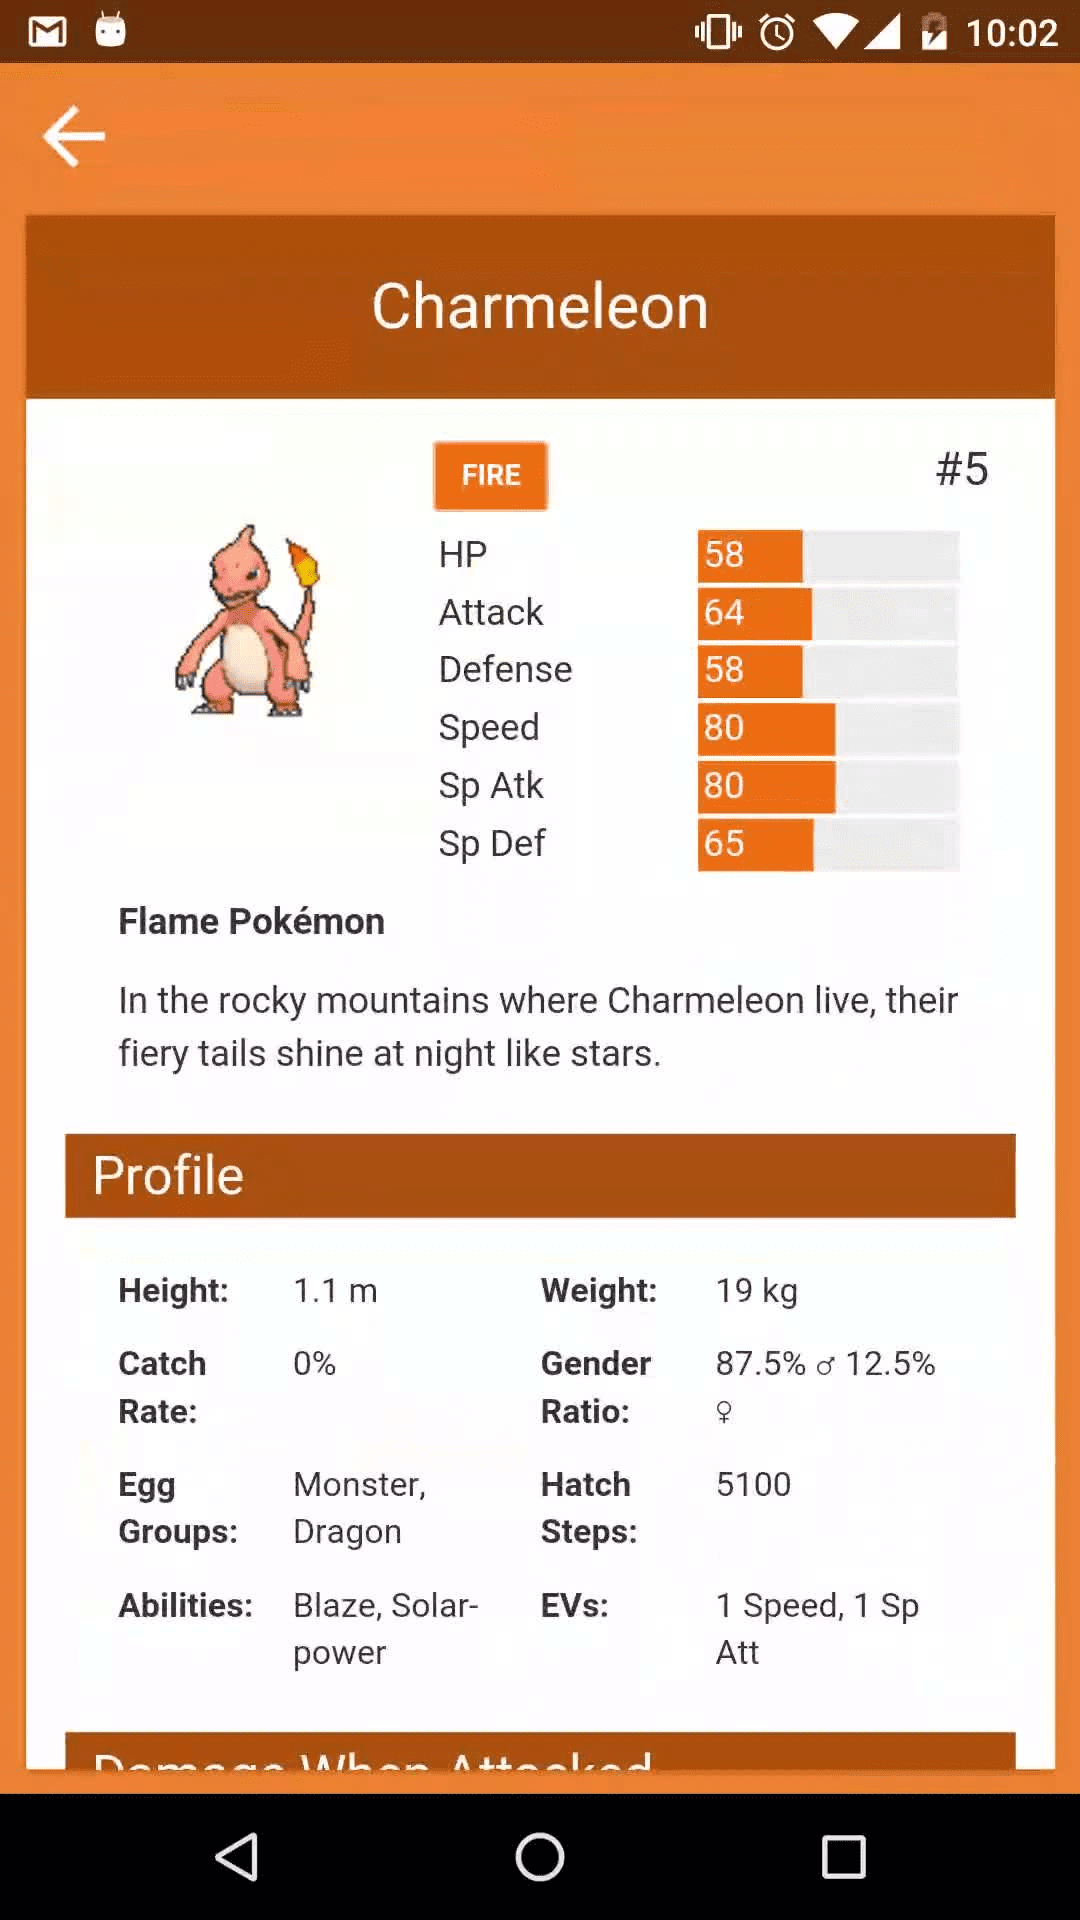 10:02
Charmeleon
FIRE
#5
HP 58
Attack 64
Defense 58
Speed 80
Sp Atk 80
Sp Def 65
Flame Pokémon
In the rocky mountains where Charmeleon live, their
fiery tails shine at night like stars.
Profile
Height: 1.1 m Weight: 19 kg
Catch 0% Gender 87.5% ♂ 12.5%
Rate: Ratio: ♀
Egg Monster, Hatch 5100
Groups: Dragon Steps:
Abilities: Blaze, Solar- EVs: 1 Speed, 1 Sp
power Att
Damage When Attacked